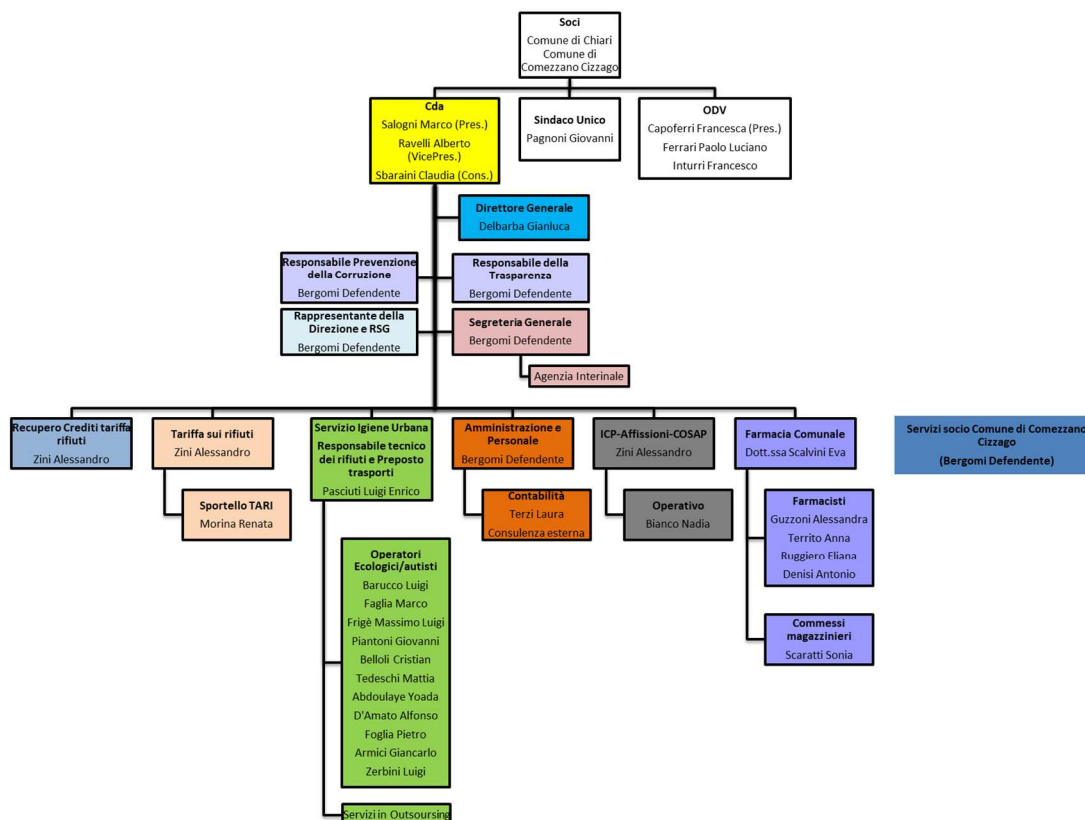 Soci
Comune di Chiari
Comune di
Comezzano Cizzago
Cda
Salogni Marco (Pres.)
Ravelli Alberto
(VicePres.)
Sbaraini Claudia (Cons.)
Sindaco Unico
Pagnoni Giovanni
ODV
Capoferri Francesca (Pres.)
Ferrari Paolo Luciano
Inturri Francesco
Direttore Generale
Delbarba Gianluca
Responsabile Prevenzione
della Corruzione
Bergomi Defendente
Responsabile della
Trasparenza
Bergomi Defendente
Rappresentante della
Direzione e RSG
Bergomi Defendente
Segreteria Generale
Bergomi Defendente
Agenzia Interinale
Recupero Crediti tariffa
rifiuti
Zini Alessandro
Tariffa sui rifiuti
Zini Alessandro
Sportello TARI
Morina Renata
Servizio Igiene Urbana
Responsabile tecnico
dei rifiuti e Preposto
trasporti
Pasciuti Luigi Enrico
Operatori
Ecologici/autisti
Barucco Luigi
Faglia Marco
Frigè Massimo Luigi
Piantoni Giovanni
Belloli Cristian
Tedeschi Mattia
Abdoulaye Yoada
D'Amato Alfonso
Foglia Pietro
Armici Giancarlo
Zerbini Luigi
Servizi in Outsoursing
Amministrazione e
Personale
Bergomi Defendente
Contabilità
Terzi Laura
Consulenza esterna
ICP-Affissioni-COSAP
Zini Alessandro
Operativo
Bianco Nadia
Farmacia Comunale
Dott.ssa Scalvini Eva
Farmacisti
Guzzoni Alessandra
Territo Anna
Ruggiero Eliana
Denisi Antonio
Commessi
magazzinieri
Scaratti Sonia
Servizi socio Comune di Comezzano
Cizzago
(Bergomi Defendente)